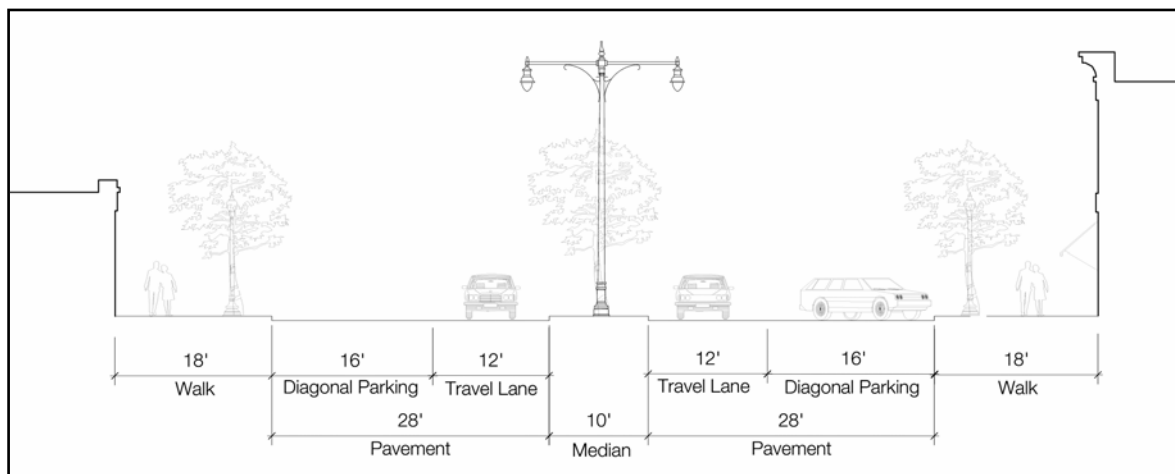 18' 16' 12' 12' 16' 18'
Walk Diagonal Parking Travel Lane Travel Lane Diagonal Parking Walk
28' 10' 28'
Pavement Median Pavement